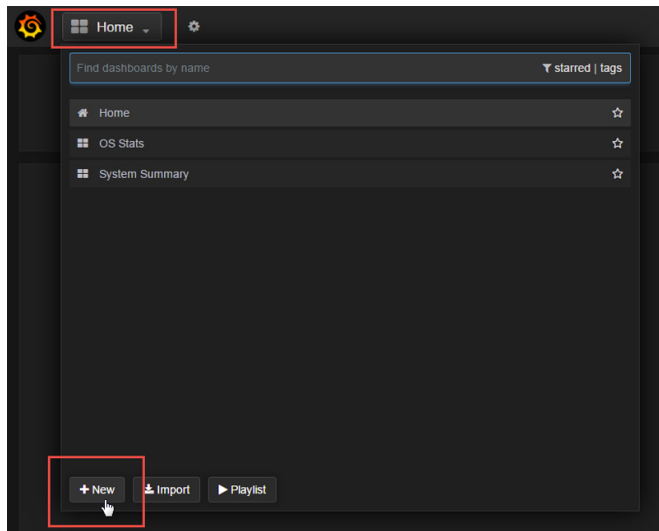 Home
Find dashboards by name
starred | tags
Home
OS Stats
System Summary
New Import Playlist